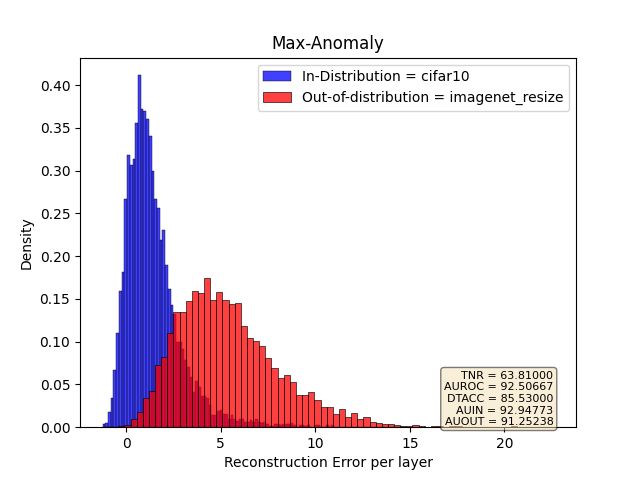 Max-Anomaly
In-Distribution = cifar10
Out-of-distribution = imagenet_resize
0.40
0.35
0.30
0.25
0.20
0.15
0.10
0.05
0.00
Density
TNR = 63.81000
AUROC = 92.50667
DTACC = 85.53000
AUIN = 92.94773
AUOUT = 91.25238
0 5 10 15 20
Reconstruction Error per layer